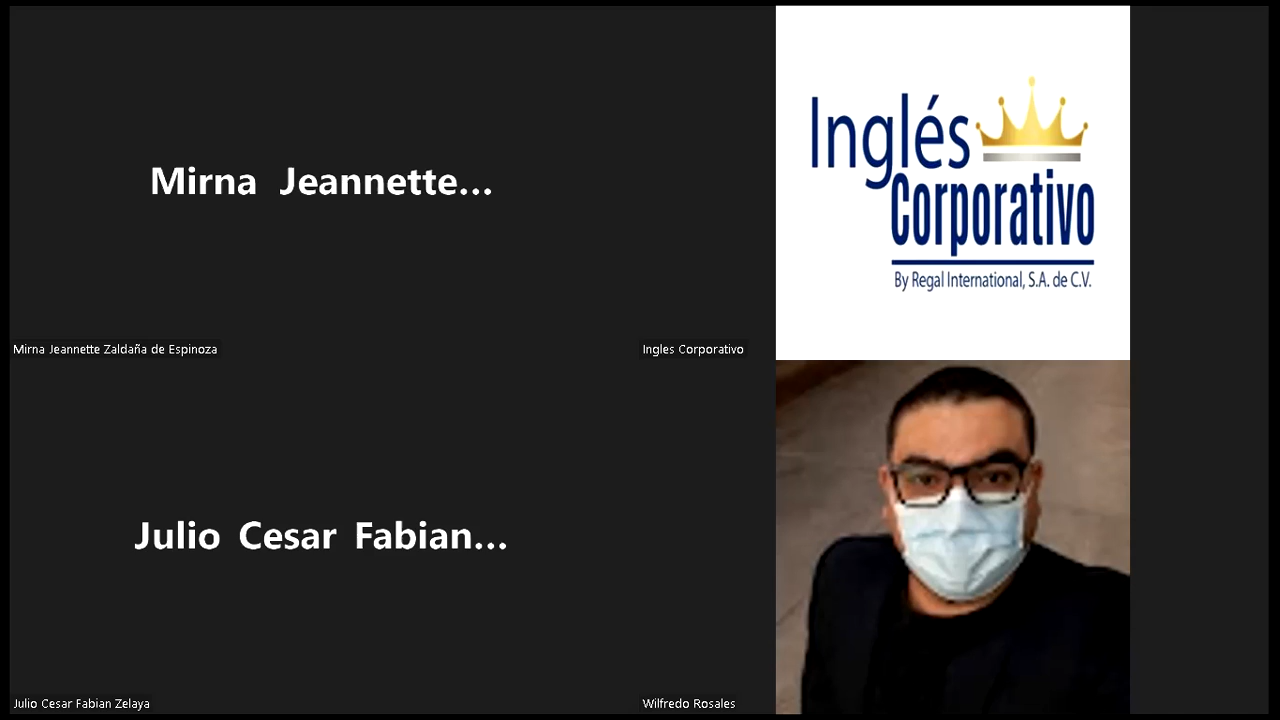 Mirna Jeannette...
Mirna Jeannette Zaldaña de Espinoza
Inglés
Corporativo
By Regal International, S.A. de C.V.
Ingles Corporativo
Julio Cesar Fabian...
Julio Cesar Fabian Zelaya
Wilfredo Rosales